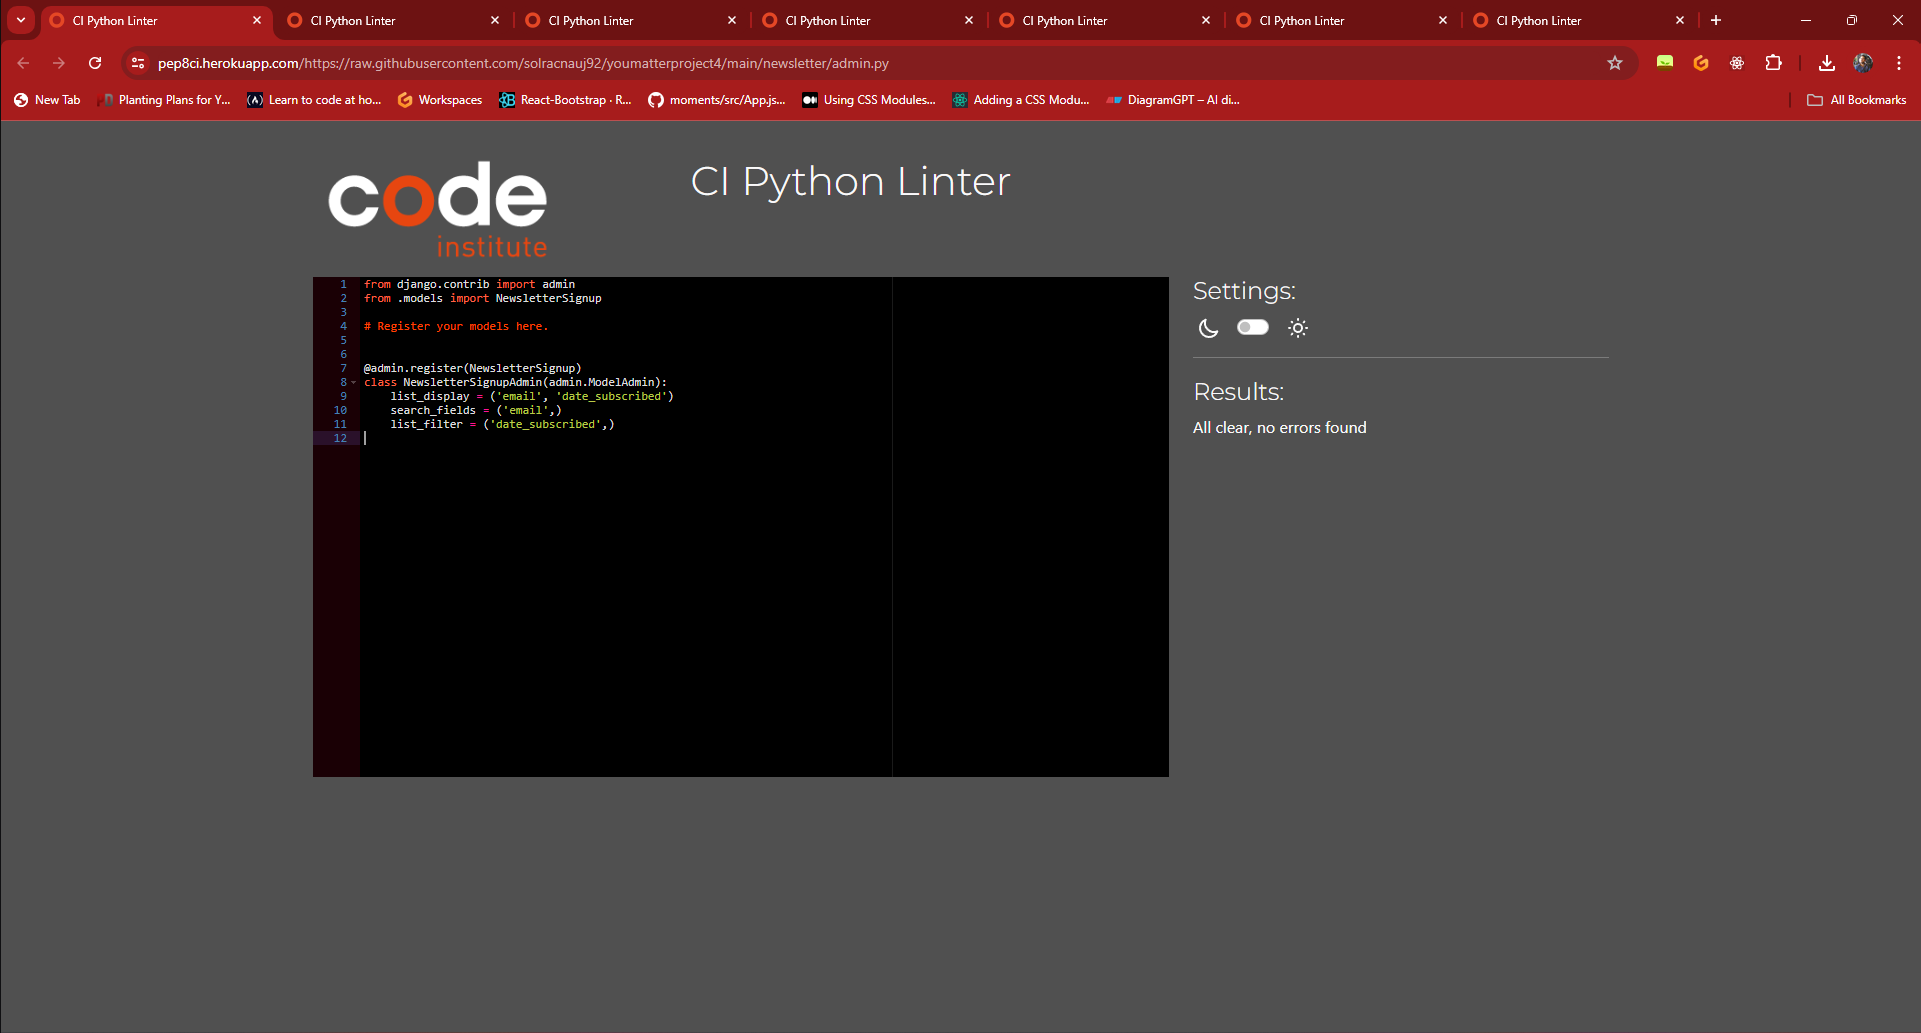 CI Python Linter
CI Python Linter
CI Python Linter
CI Python Linter
CI Python Linter
CI Python Linter
CI Python Linter
pep8ci.herokuapp.com/https://raw.githubusercontent.com/solracnauj92/youmatterproject4/main/newsletter/admin.py
New Tab
Planting Plans for Y...
Learn to code at ho...
Workspaces
React-Bootstrap · R...
moments/src/App.js...
Using CSS Modules...
Adding a CSS Modu...
DiagramGPT – AI di...
All Bookmarks
code
institute
CI Python Linter
1 from django.contrib import admin
2 from .models import NewsletterSignup
3
4 # Register your models here.
5
6
7 @admin.register(NewsletterSignup)
8 class NewsletterSignupAdmin(admin.ModelAdmin):
9 list_display = ('email', 'date_subscribed')
10 search_fields = ('email',)
11 list_filter = ('date_subscribed',)
12
Settings:
Results:
All clear, no errors found